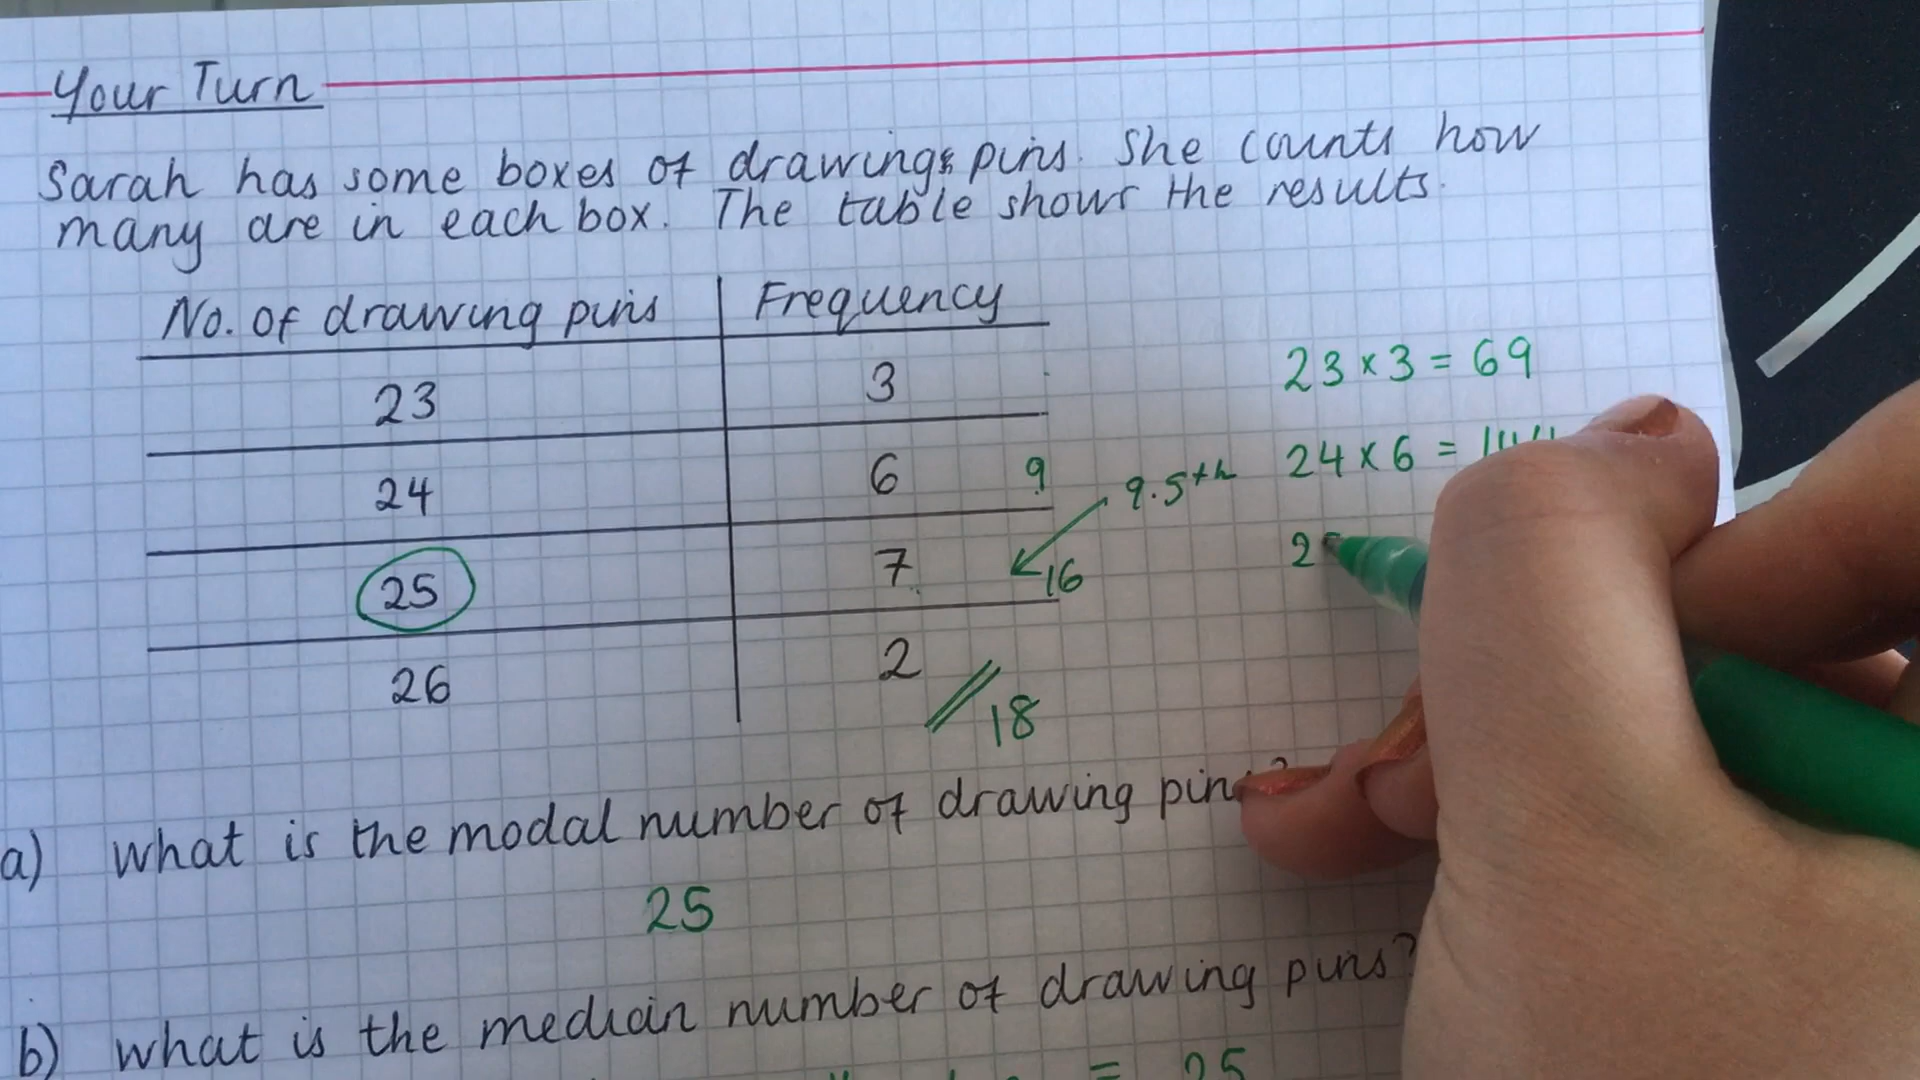 Your Turn
Sarah has some boxes of drawings pins. She counts how
many are in each box. The table shows the results.
No. of drawing pins Frequency
23 3 23 x 3 = 69
24 6 9 9.5th 24 x 6 =
25 7 16
26 2 18
a) What is the modal number of drawing pins?
25
b) What is the median number of drawing pins?
= 25